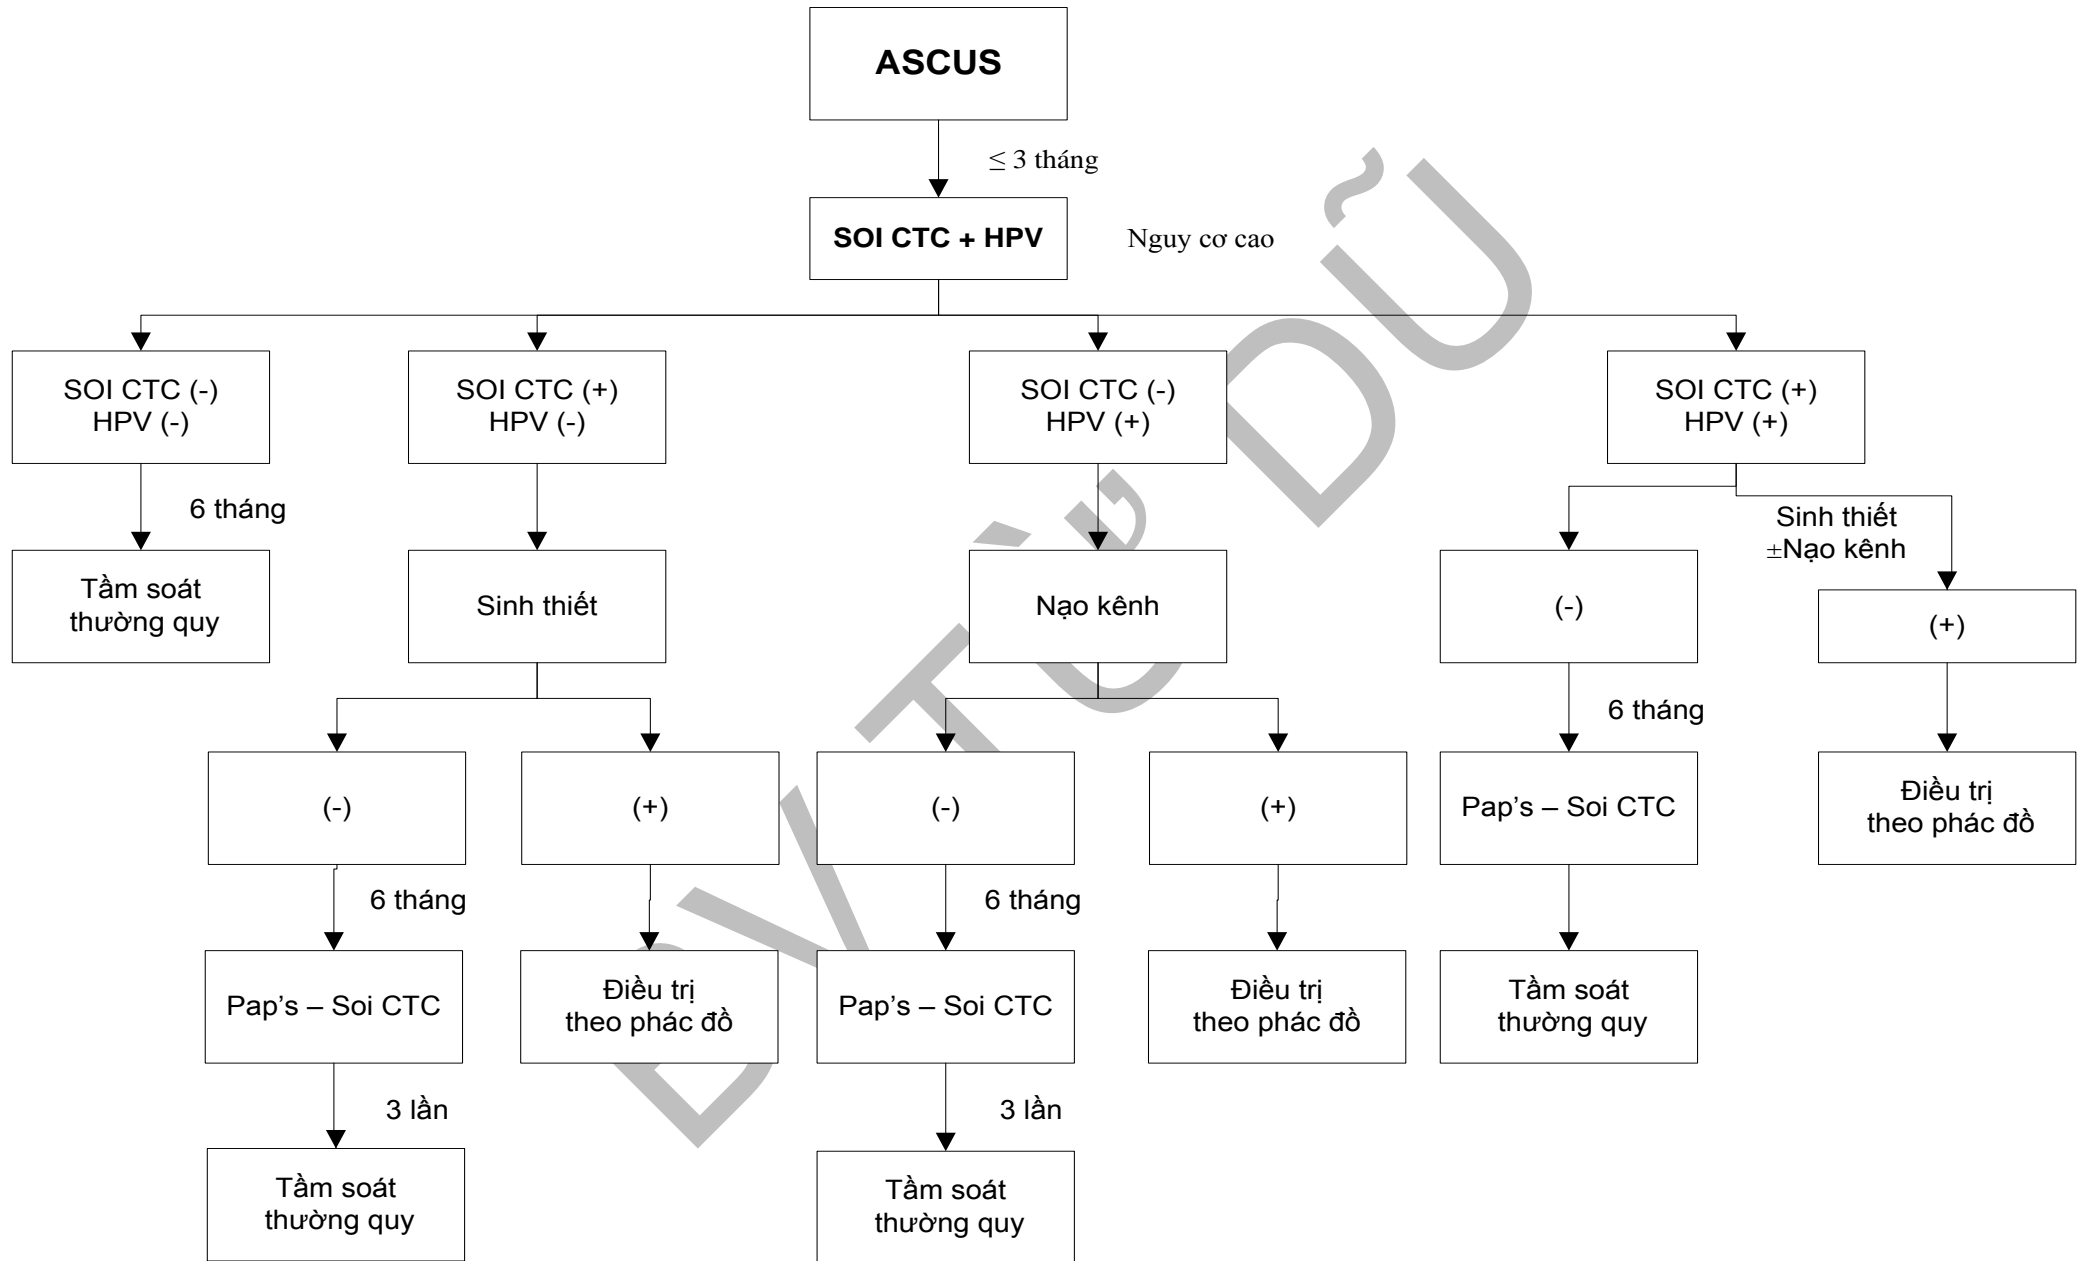 ASCUS
≤ 3 tháng
SOI CTC + HPV
Nguy cơ cao
SOI CTC (-)
HPV (-)
SOI CTC (+)
HPV (-)
SOI CTC (-)
HPV (+)
SOI CTC (+)
HPV (+)
6 tháng
Sinh thiết
±Nạo kênh
Tầm soát
thường quy
Sinh thiết
Nạo kênh
(-)
(+)
6 tháng
(-)
(+)
(-)
(+)
Pap's – Soi CTC
Điều trị
theo phác đồ
6 tháng
6 tháng
Pap's – Soi CTC
Điều trị
theo phác đồ
Pap's – Soi CTC
Điều trị
theo phác đồ
Tầm soát
thường quy
3 lần
3 lần
Tầm soát
thường quy
Tầm soát
thường quy
BV TỪ DŨ